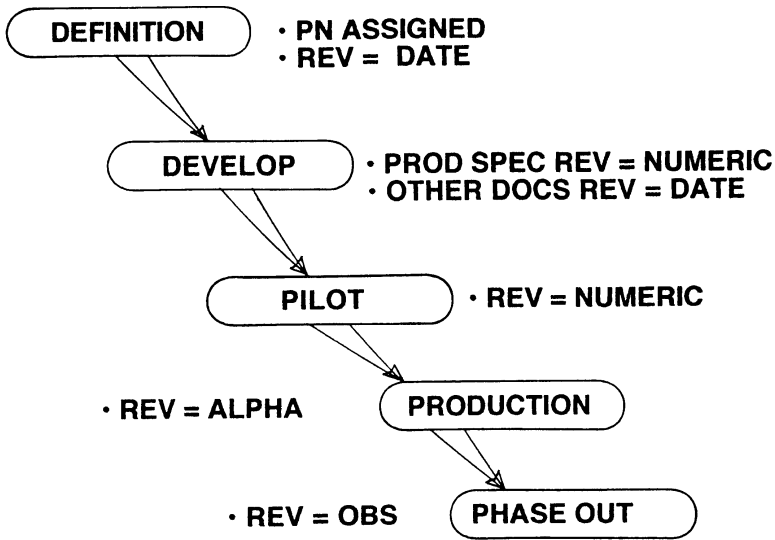 DEFINITION
• PN ASSIGNED
• REV = DATE
DEVELOP
• PROD SPEC REV = NUMERIC
• OTHER DOCS REV = DATE
PILOT
• REV = NUMERIC
• REV = ALPHA
PRODUCTION
• REV = OBS
PHASE OUT